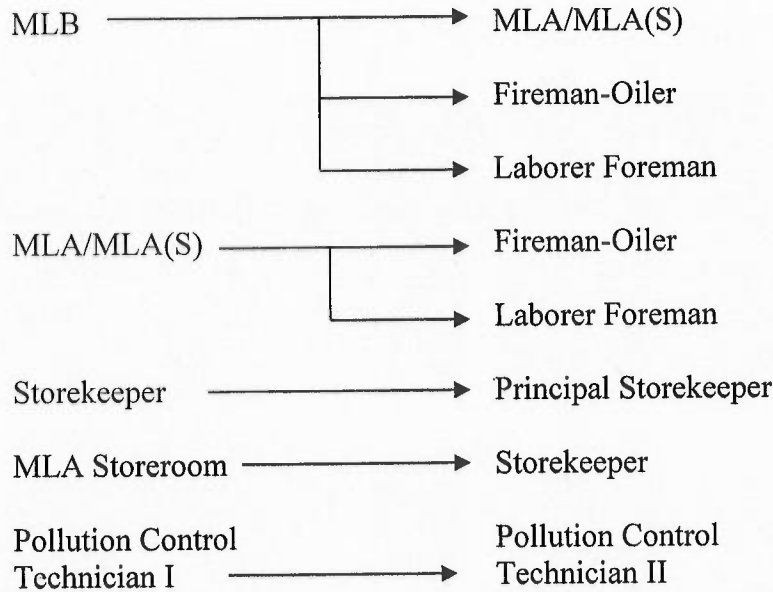 MLB MLA/MLA(S)
Fireman-Oiler
Laborer Foreman
MLA/MLA(S) Fireman-Oiler
Laborer Foreman
Storekeeper Principal Storekeeper
MLA Storeroom Storekeeper
Pollution Control Pollution Control
Technician I Technician II